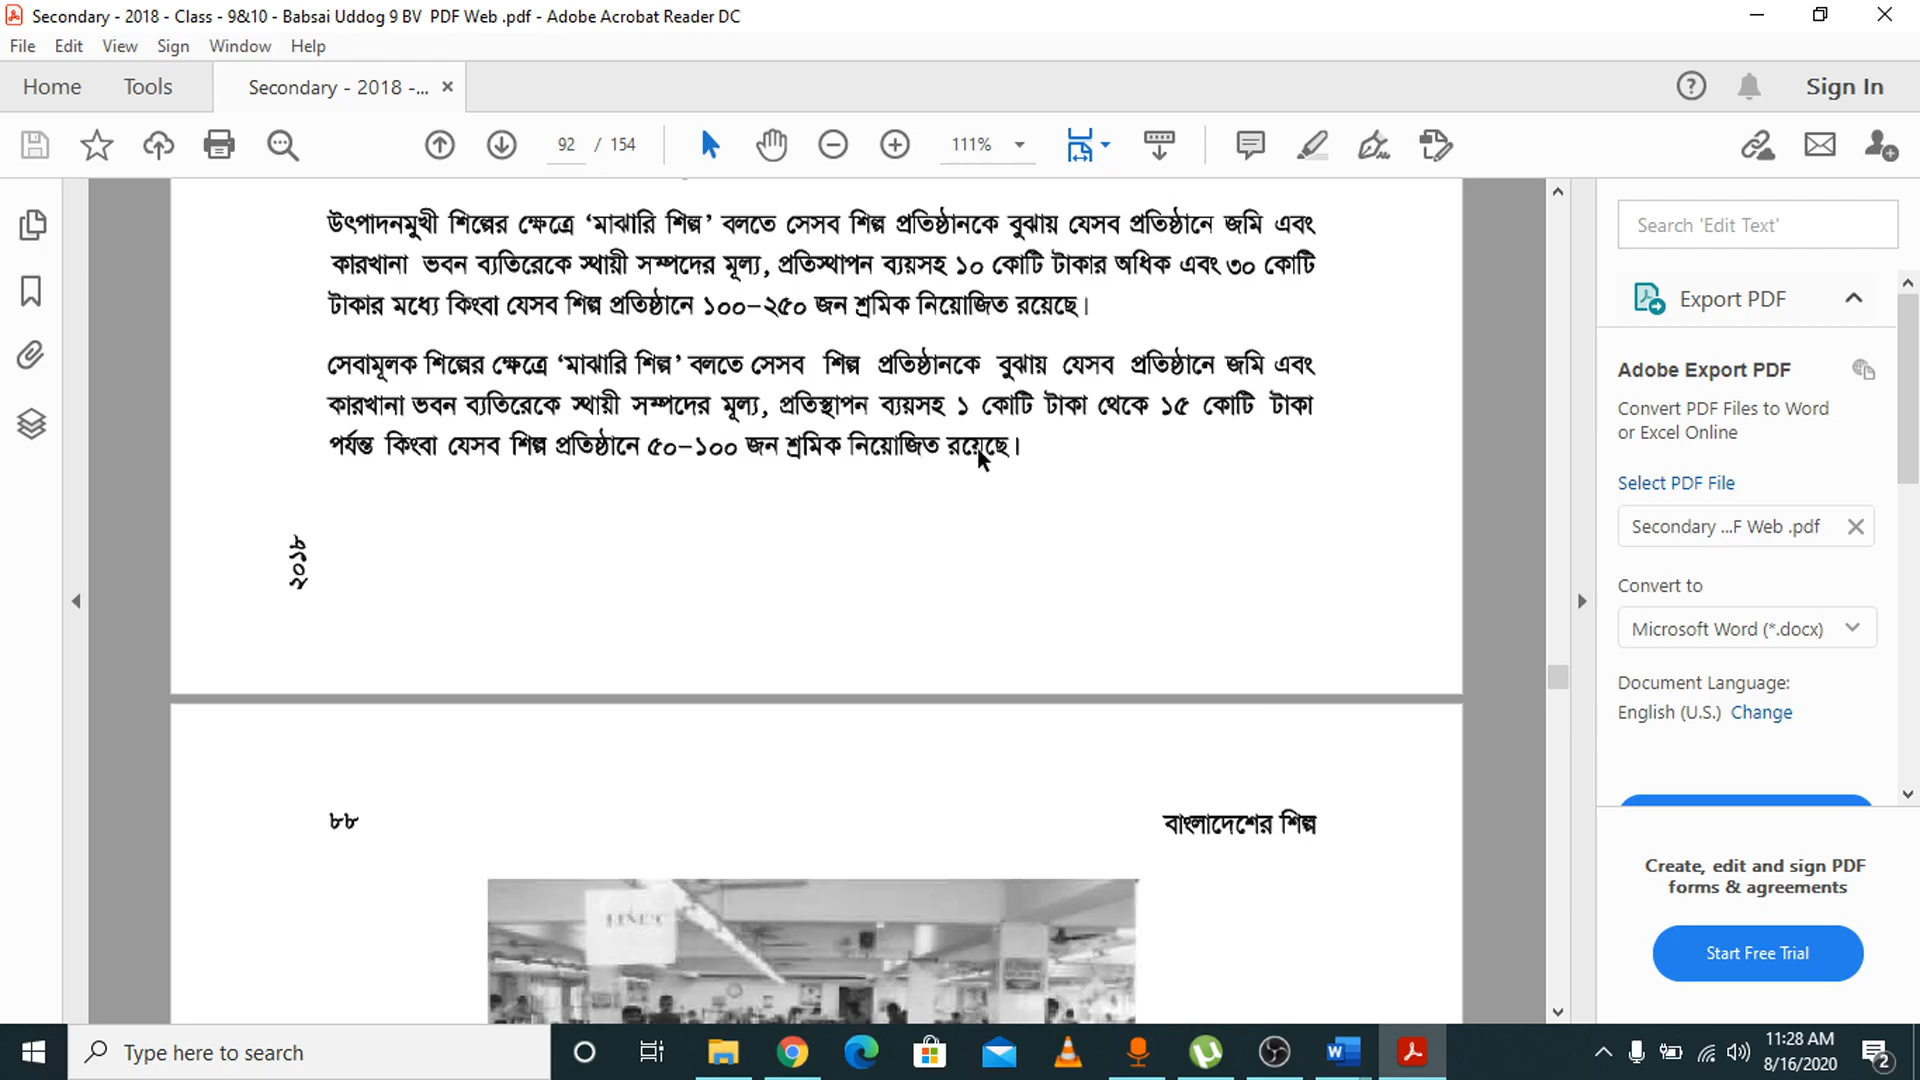 Secondary - 2018 - Class - 9&10 - Babsai Uddog 9 BV  PDF Web .pdf - Adobe Acrobat Reader DC
File Edit View Sign Window Help
Home Tools Secondary - 2018 -... Sign In
92 / 154 111%
উৎপাদনমুখী শিল্পের ক্ষেত্রে ‘মাঝারি শিল্প’ বলতে সেসব শিল্প প্রতিষ্ঠানকে বুঝায় যেসব প্রতিষ্ঠানে জমি এবং
কারখানা ভবন ব্যতিরেকে স্থায়ী সম্পদের মূল্য, প্রতিস্থাপন ব্যয়সহ ১০ কোটি টাকার অধিক এবং ৩০ কোটি
টাকার মধ্যে কিংবা যেসব শিল্প প্রতিষ্ঠানে ১০০–২৫০ জন শ্রমিক নিয়োজিত রয়েছে।
সেবামূলক শিল্পের ক্ষেত্রে ‘মাঝারি শিল্প’ বলতে সেসব শিল্প প্রতিষ্ঠানকে বুঝায় যেসব প্রতিষ্ঠানে জমি এবং
কারখানা ভবন ব্যতিরেকে স্থায়ী সম্পদের মূল্য, প্রতিস্থাপন ব্যয়সহ ১ কোটি টাকা থেকে ১৫ কোটি টাকা
পর্যন্ত কিংবা যেসব শিল্প প্রতিষ্ঠানে ৫০–১০০ জন শ্রমিক নিয়োজিত রয়েছে।
২০১৮
৮৮ বাংলাদেশের শিল্প
Search 'Edit Text'
Export PDF
Adobe Export PDF
Convert PDF Files to Word
or Excel Online
Select PDF File
Secondary ...F Web .pdf
Convert to
Microsoft Word (*.docx)
Document Language:
English (U.S.) Change
Create, edit and sign PDF
forms & agreements
Start Free Trial
Type here to search
11:28 AM
8/16/2020
2